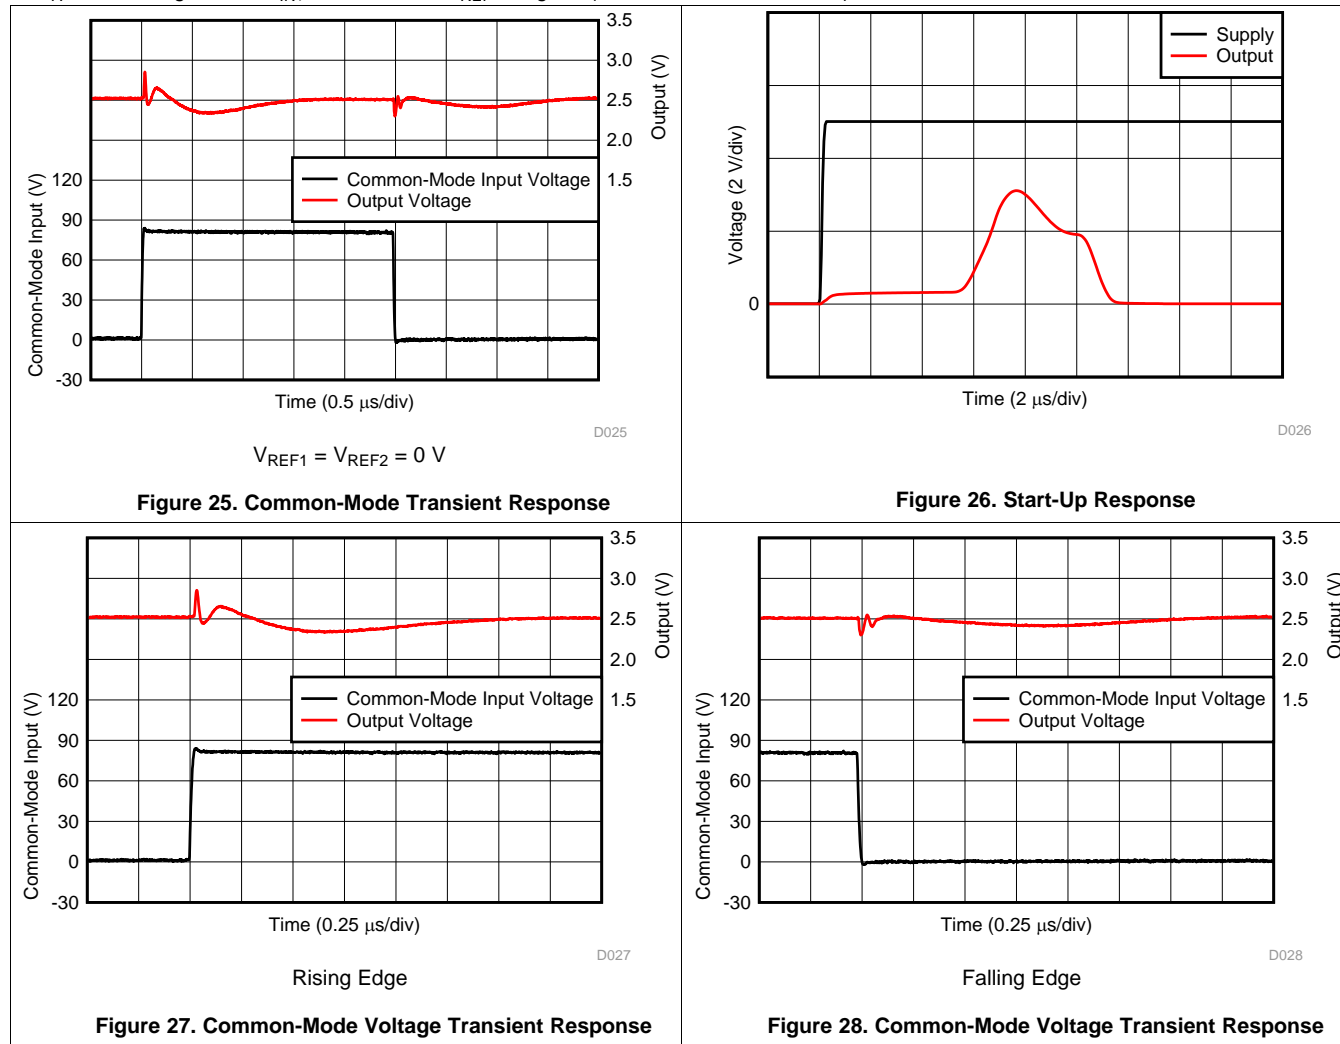 3.5
3.0
2.5
2.0
1.5
Output (V)
120
90
60
30
0
-30
Common-Mode Input (V)
Common-Mode Input Voltage
Output Voltage
Time (0.5 μs/div)
D025
VREF1 = VREF2 = 0 V
Figure 25. Common-Mode Transient Response
Supply
Output
Voltage (2 V/div)
0
Time (2 μs/div)
D026
Figure 26. Start-Up Response
3.5
3.0
2.5
2.0
1.5
Output (V)
120
90
60
30
0
-30
Common-Mode Input (V)
Common-Mode Input Voltage
Output Voltage
Time (0.25 μs/div)
D027
Rising Edge
Figure 27. Common-Mode Voltage Transient Response
3.5
3.0
2.5
2.0
1.5
Output (V)
120
90
60
30
0
-30
Common-Mode Input (V)
Common-Mode Input Voltage
Output Voltage
Time (0.25 μs/div)
D028
Falling Edge
Figure 28. Common-Mode Voltage Transient Response